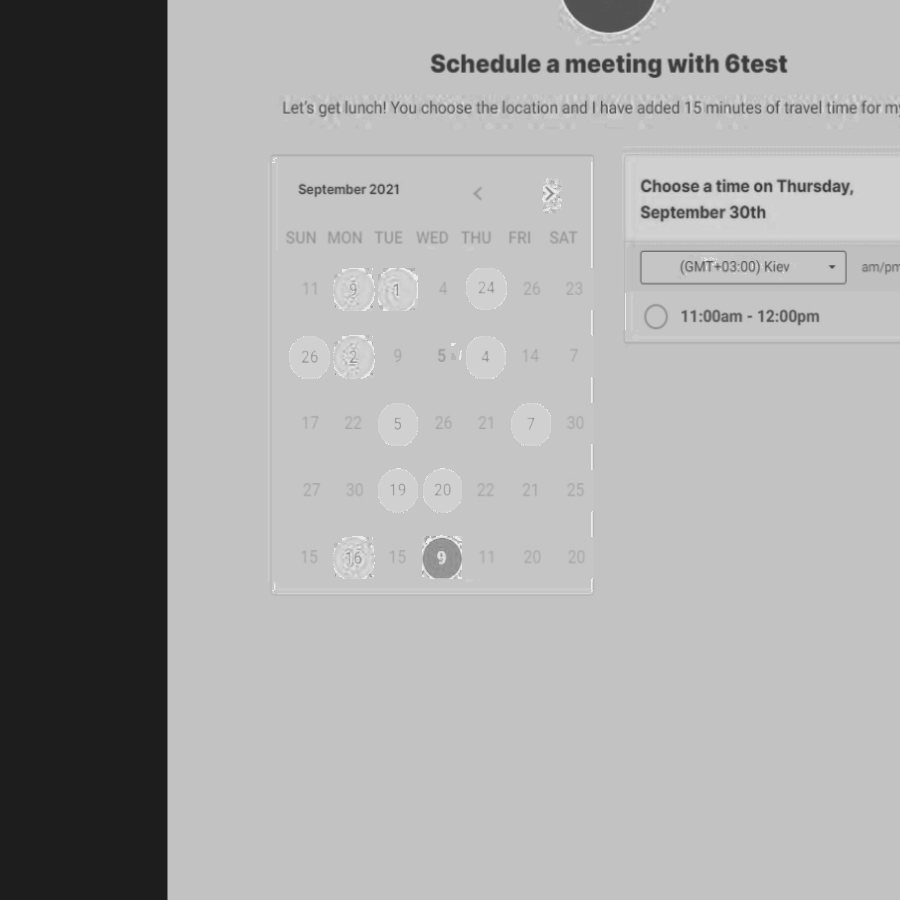 Schedule a meeting with 6test
Let's get lunch! You choose the location and I have added 15 minutes of travel time for my
September 2021
SUN MON TUE WED THU FRI SAT
11 9 1 4 24 26 23
26 2 9 5 4 14 7
17 22 5 26 21 7 30
27 30 19 20 22 21 25
15 16 15 9 11 20 20
Choose a time on Thursday,
September 30th
(GMT+03:00) Kiev am/pm
11:00am - 12:00pm